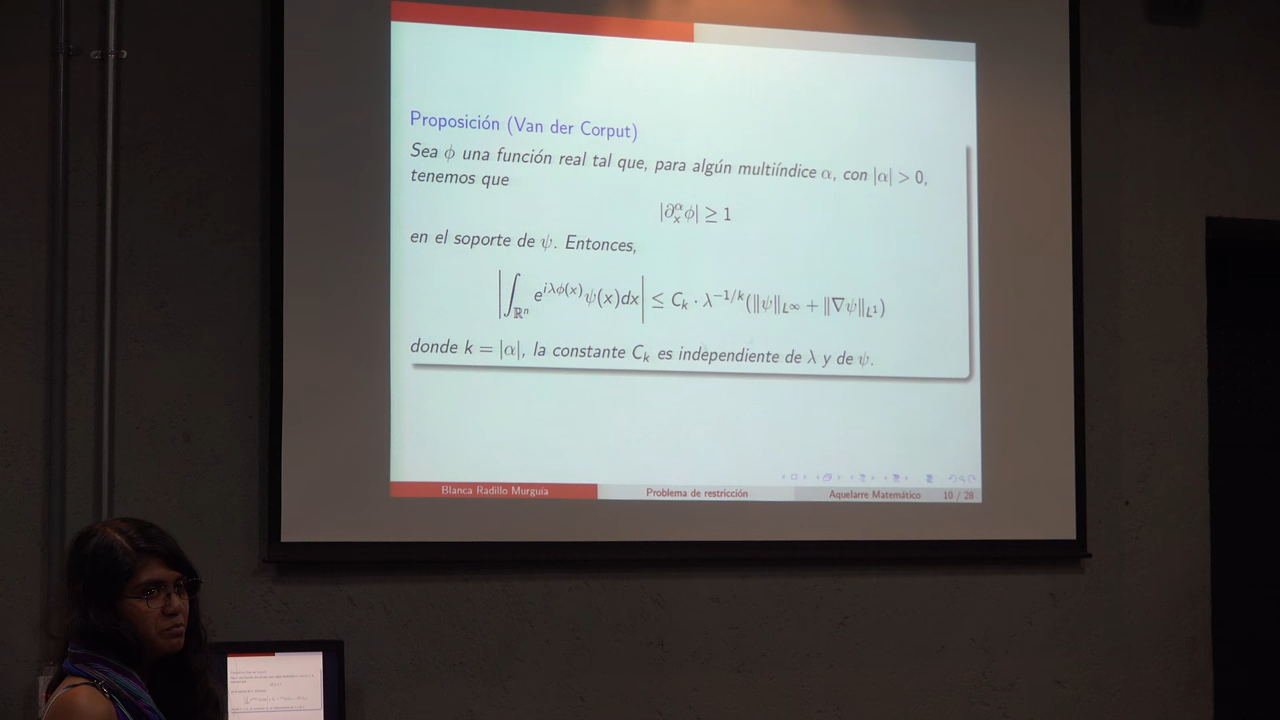 Proposición (Van der Corput)
Sea ϕ una función real tal que, para algún multiíndice α, con |α| > 0,
tenemos que
|∂ₓ^α ϕ| ≥ 1
en el soporte de ψ. Entonces,
|∫_{ℝⁿ} e^{iλϕ(x)} ψ(x)dx| ≤ C_k · λ^{-1/k}(‖ψ‖_{L^∞} + ‖∇ψ‖_{L¹})
donde k = |α|, la constante C_k es independiente de λ y de ψ.
Blanca Radillo Murguía Problema de restricción Aquelarre Matemático 10 / 28